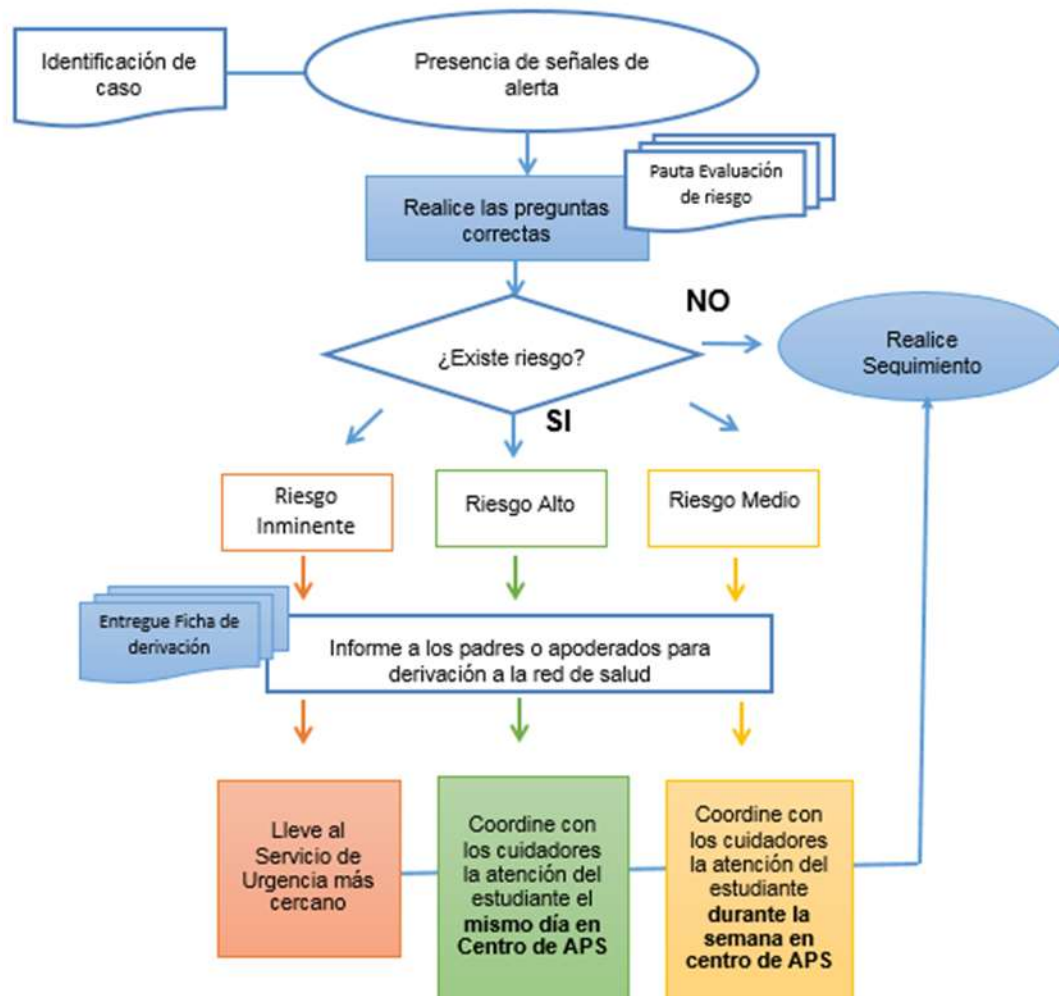 Identificación de
caso
Presencia de señales de
alerta
Pauta Evaluación
de riesgo
Realice las preguntas
correctas
NO
¿Existe riesgo?
Realice
Sequimiento
SI
Riesgo
Inminente
Riesgo Alto
Riesgo Medio
Entregue Ficha de
derivación
Informe a los padres o apoderados para
derivación a la red de salud
Lleve al
Servicio de
Urgencia más
cercano
Coordine con
los cuidadores
la atención del
estudiante el
mismo día en
Centro de APS
Coordine con
los cuidadores
la atención del
estudiante
durante la
semana en
centro de APS